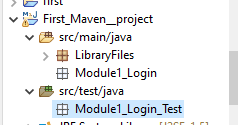 First_Maven__project
src/main/java
LibraryFiles
Module1_Login
src/test/java
Module1_Login_Test